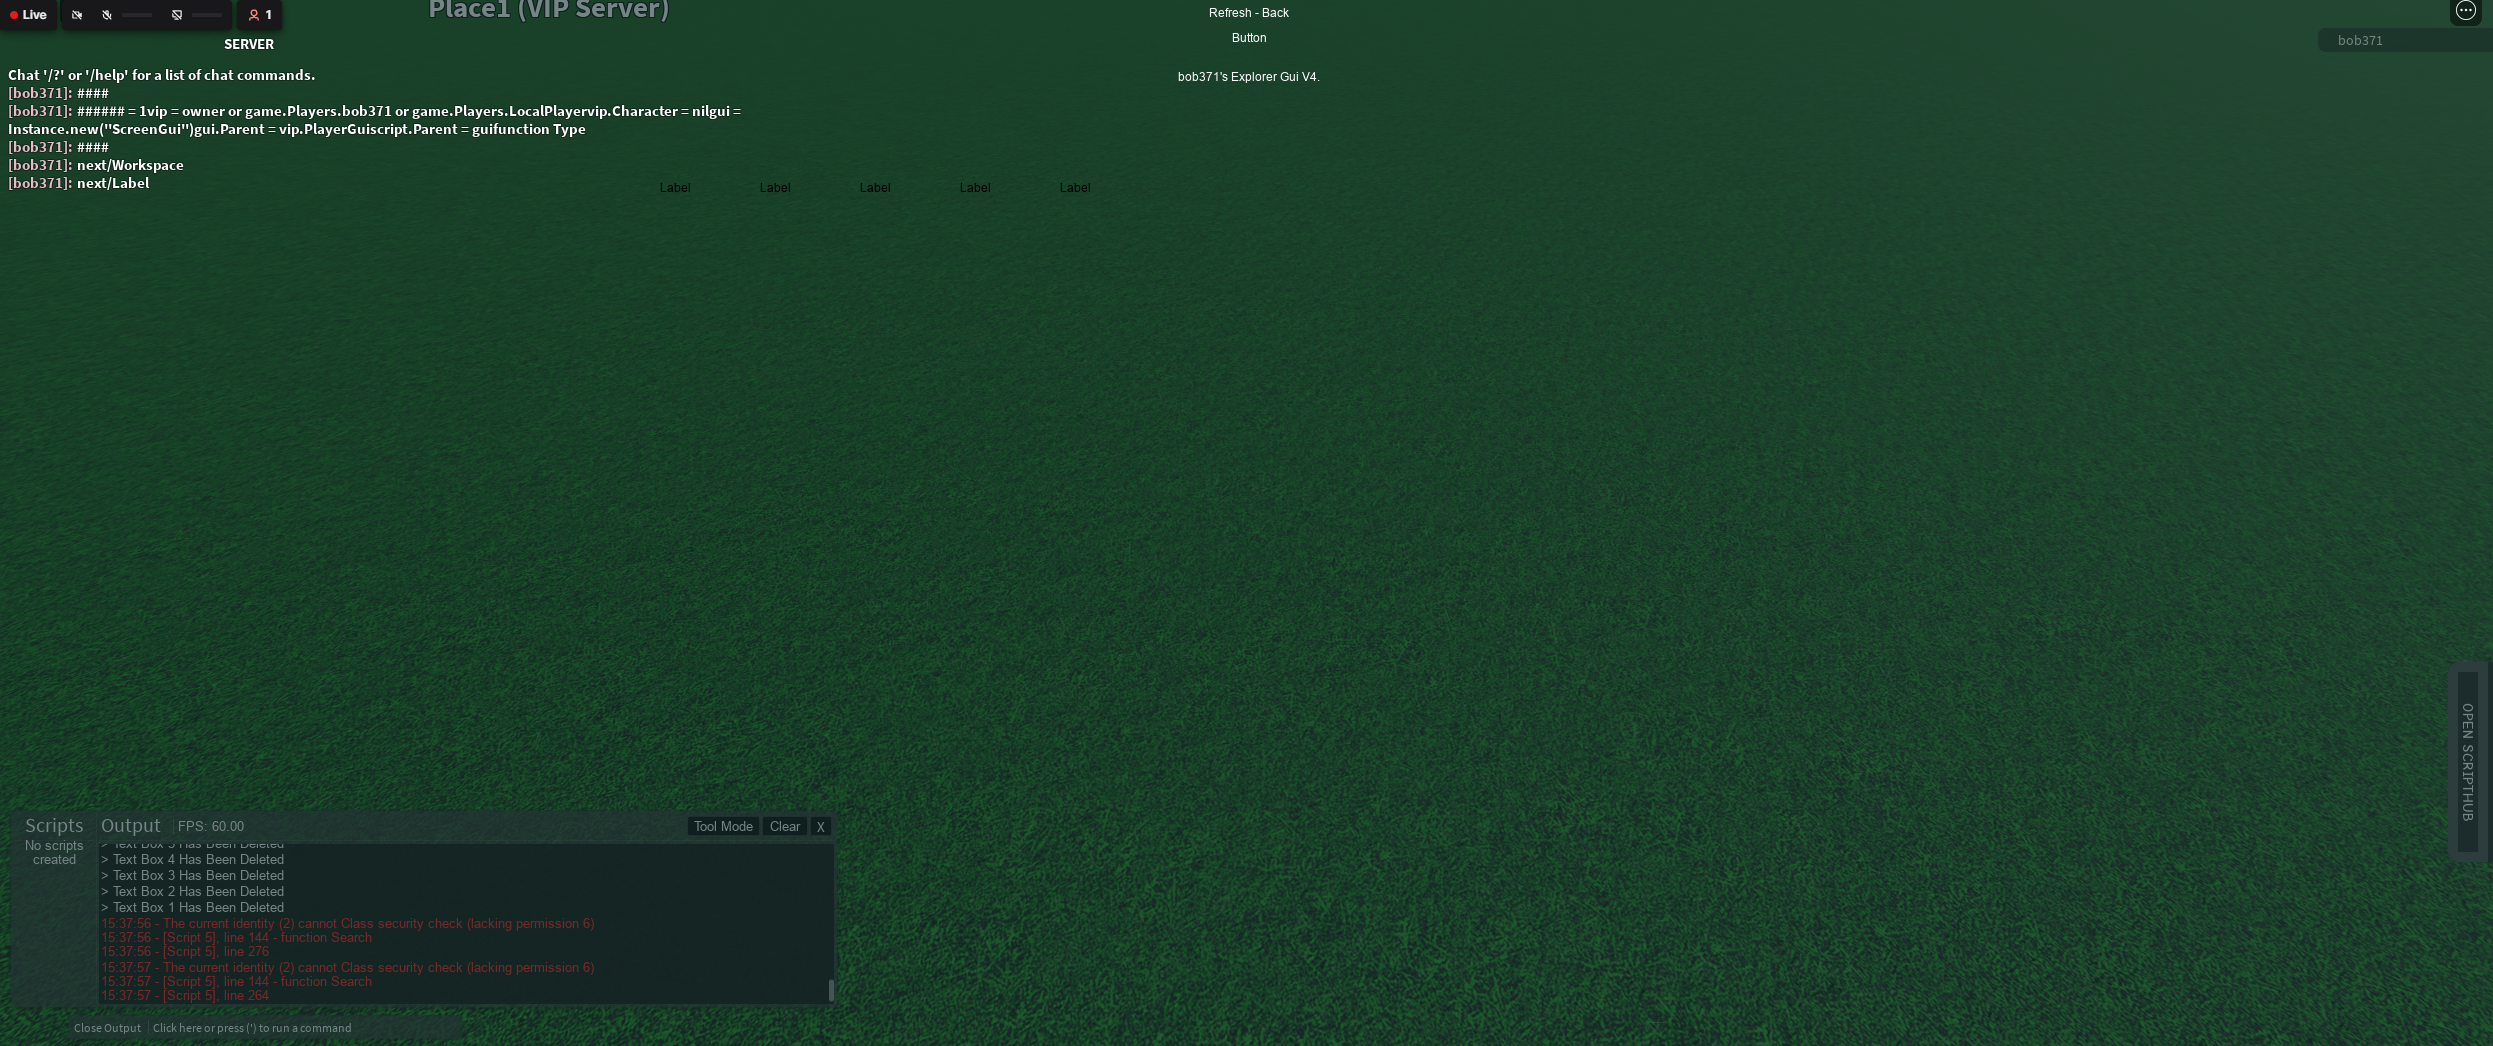 Live
1
Place1 (VIP Server)
Refresh - Back
Button
bob371's Explorer Gui V4.
bob371
SERVER
Chat '/?' or '/help' for a list of chat commands.
[bob371]: ####
[bob371]: ###### = 1vip = owner or game.Players.bob371 or game.Players.LocalPlayervip.Character = nilgui =
Instance.new("ScreenGui")gui.Parent = vip.PlayerGuiscript.Parent = guifunction Type
[bob371]: ####
[bob371]: next/Workspace
[bob371]: next/Label
Label Label Label Label Label
OPEN SCRIPTHUB
Scripts
No scripts
created
Output
FPS: 60.00
Tool Mode
Clear
X
> Text Box 5 Has Been Deleted
> Text Box 4 Has Been Deleted
> Text Box 3 Has Been Deleted
> Text Box 2 Has Been Deleted
> Text Box 1 Has Been Deleted
15:37:56 - The current identity (2) cannot Class security check (lacking permission 6)
15:37:56 - [Script 5], line 144 - function Search
15:37:56 - [Script 5], line 276
15:37:57 - The current identity (2) cannot Class security check (lacking permission 6)
15:37:57 - [Script 5], line 144 - function Search
15:37:57 - [Script 5], line 264
Close Output
Click here or press (') to run a command